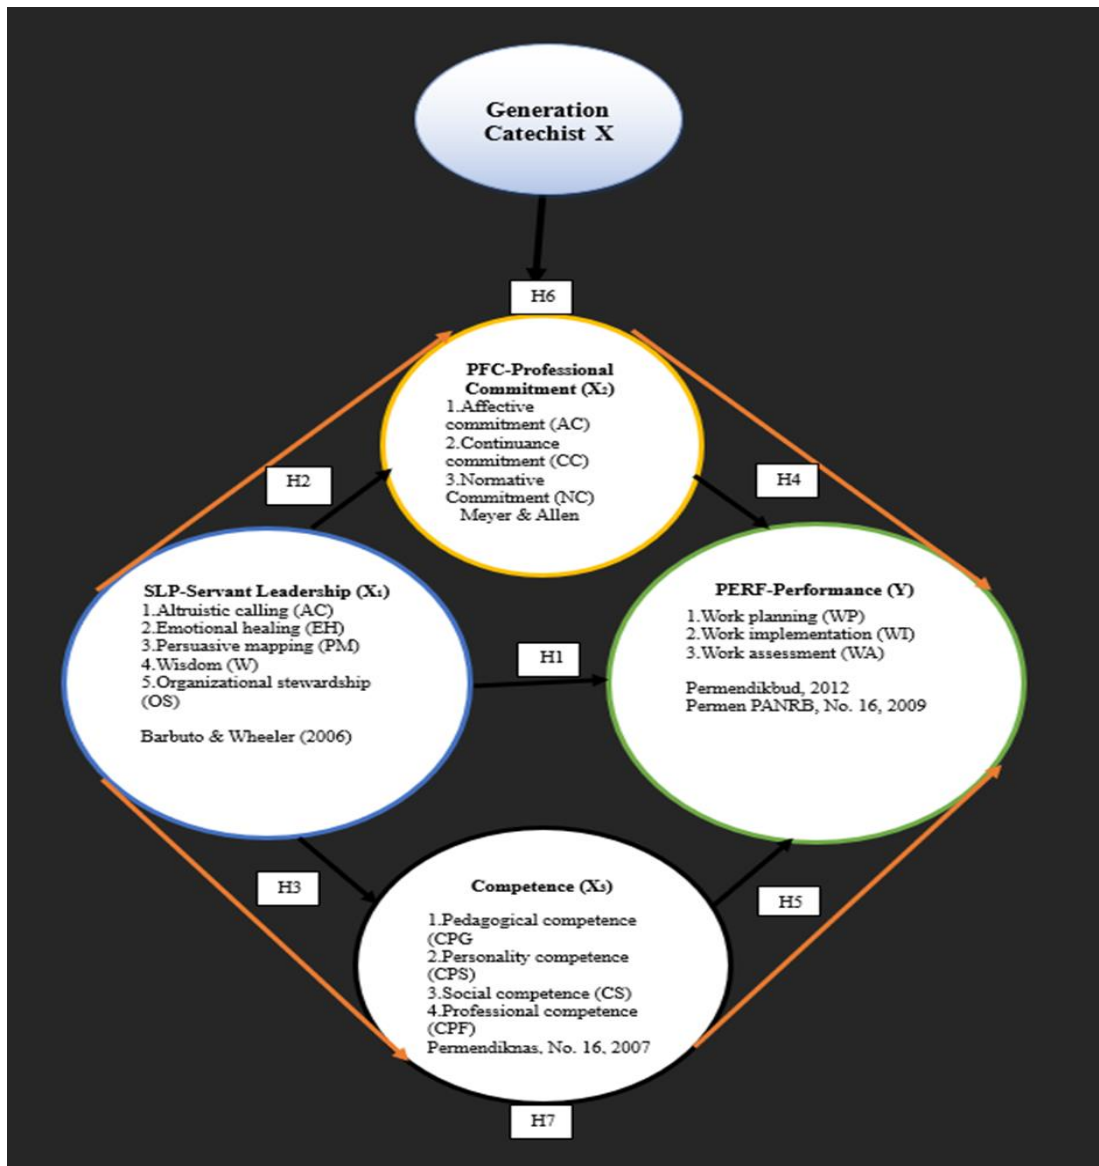 Generation
Catechist X
H6
PFC-Professional
Commitment (X2)
1.Affective
commitment (AC)
2.Continuance
commitment (CC)
3.Normative
Commitment (NC)
Meyer & Allen
H2
H4
SLP-Servant Leadership (X1)
1.Altruistic calling (AC)
2.Emotional healing (EH)
3.Persuasive mapping (PM)
4.Wisdom (W)
5.Organizational stewardship
(OS)
Barbuto & Wheeler (2006)
H1
PERF-Performance (Y)
1.Work planning (WP)
2.Work implementation (WI)
3.Work assessment (WA)
Permendikbud, 2012
Permen PANRB, No. 16, 2009
H3
H5
Competence (X3)
1.Pedagogical competence
(CPG
2.Personality competence
(CPS)
3.Social competence (CS)
4.Professional competence
(CPF)
Permendiknas, No. 16, 2007
H7